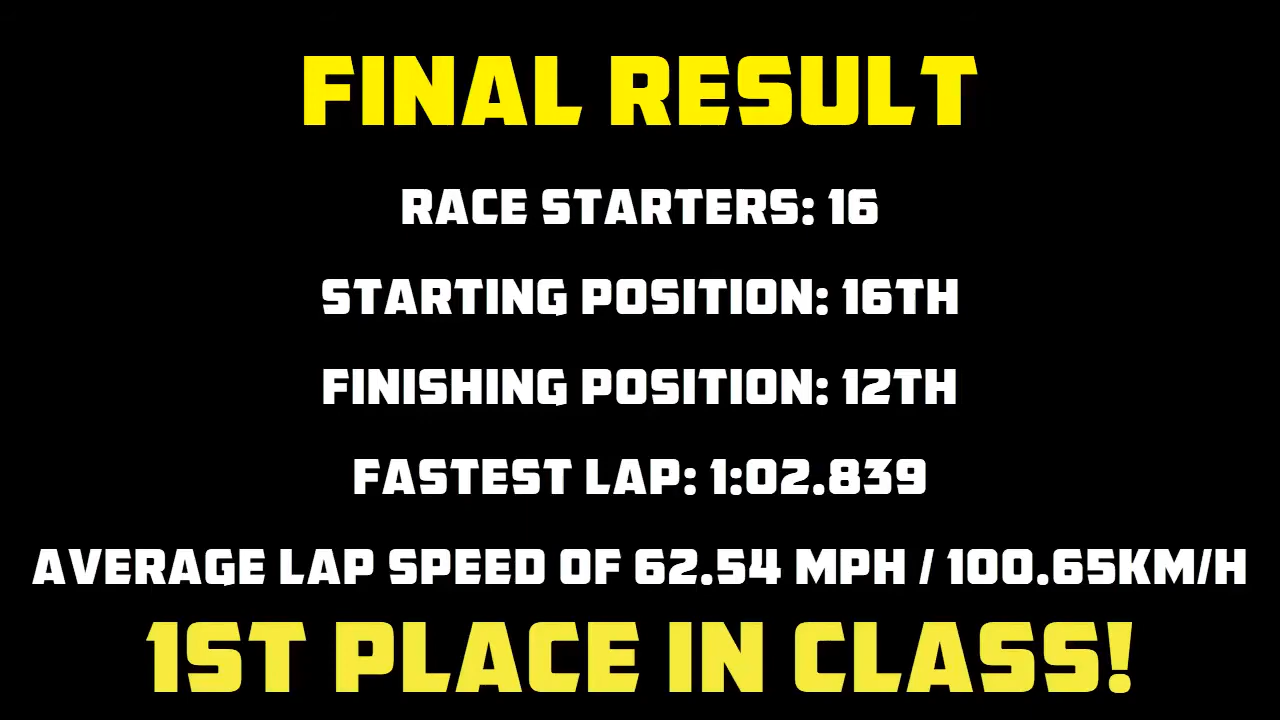 FINAL RESULT
RACE STARTERS: 16
STARTING POSITION: 16TH
FINISHING POSITION: 12TH
FASTEST LAP: 1:02.839
AVERAGE LAP SPEED OF 62.54 MPH / 100.65KM/H
1ST PLACE IN CLASS!